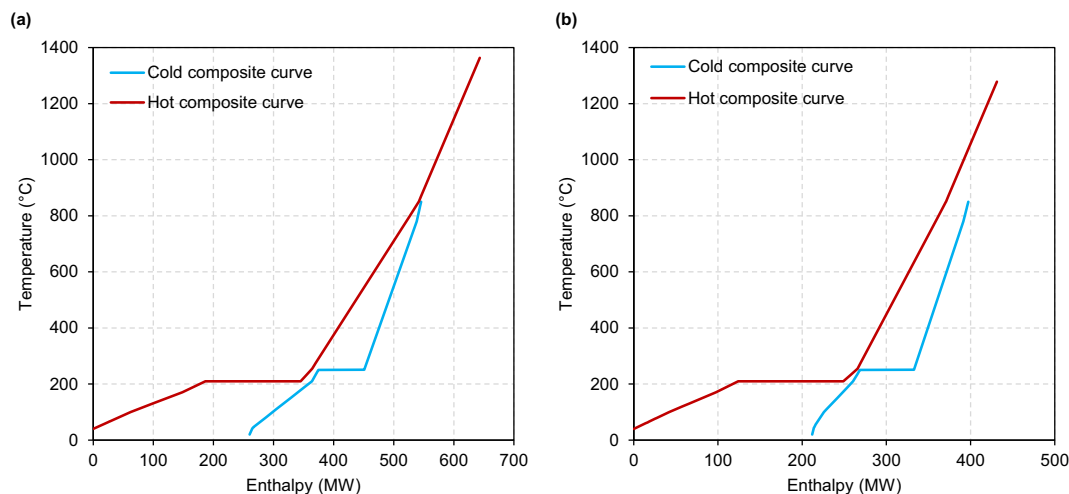 (a)
1400
1200
1000
800
600
400
200
0
Temperature (°C)
Cold composite curve
Hot composite curve
0 100 200 300 400 500 600 700
Enthalpy (MW)
(b)
1400
1200
1000
800
600
400
200
0
Temperature (°C)
Cold composite curve
Hot composite curve
0 100 200 300 400 500
Enthalpy (MW)